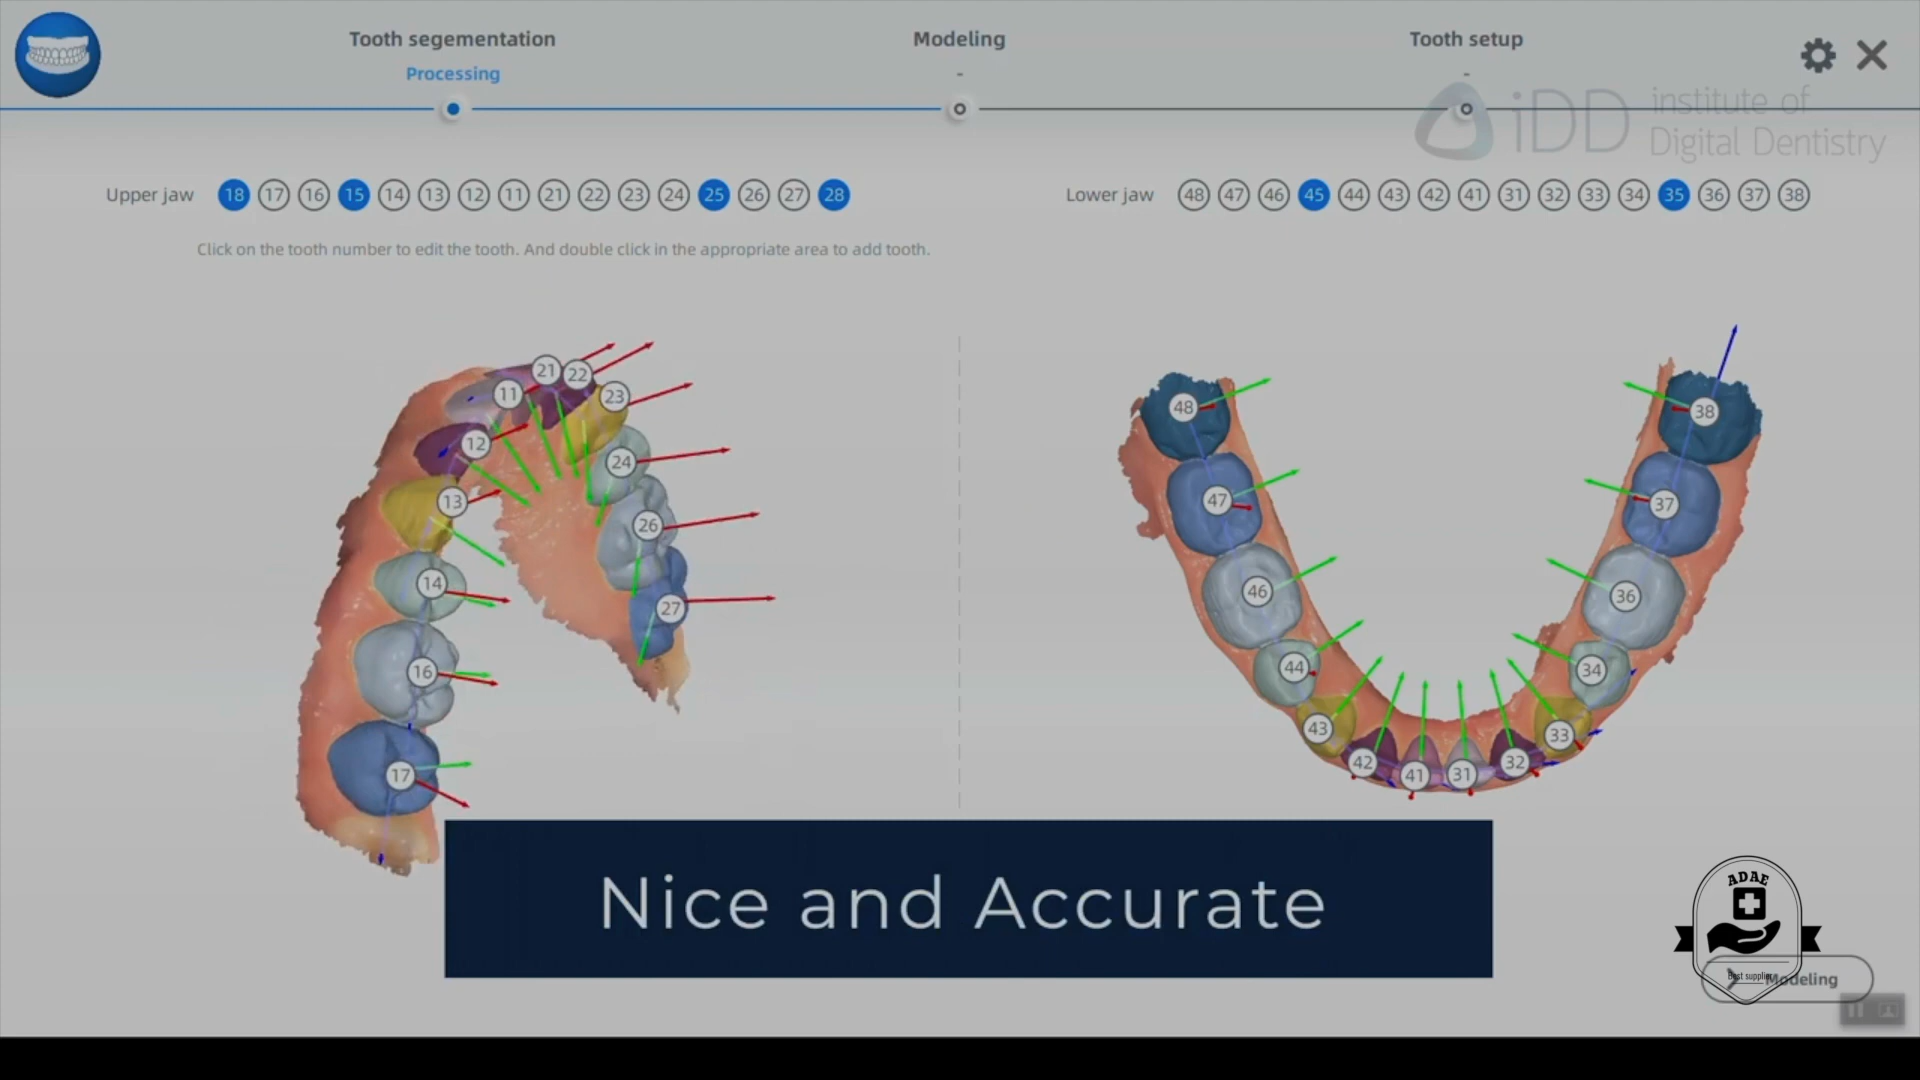 Tooth segementation
Modeling
Tooth setup
Processing
-
-
iDD institute of
Digital Dentistry
Upper jaw 18 17 16 15 14 13 12 11 21 22 23 24 25 26 27 28
Lower jaw 48 47 46 45 44 43 42 41 31 32 33 34 35 36 37 38
Click on the tooth number to edit the tooth. And double click in the appropriate area to add tooth.
21
22
11
23
12
24
13
26
14
27
16
17
48
38
47
37
46
36
44
34
43
33
42
32
41
31
Nice and Accurate
ADAE
Best supplier
Modeling